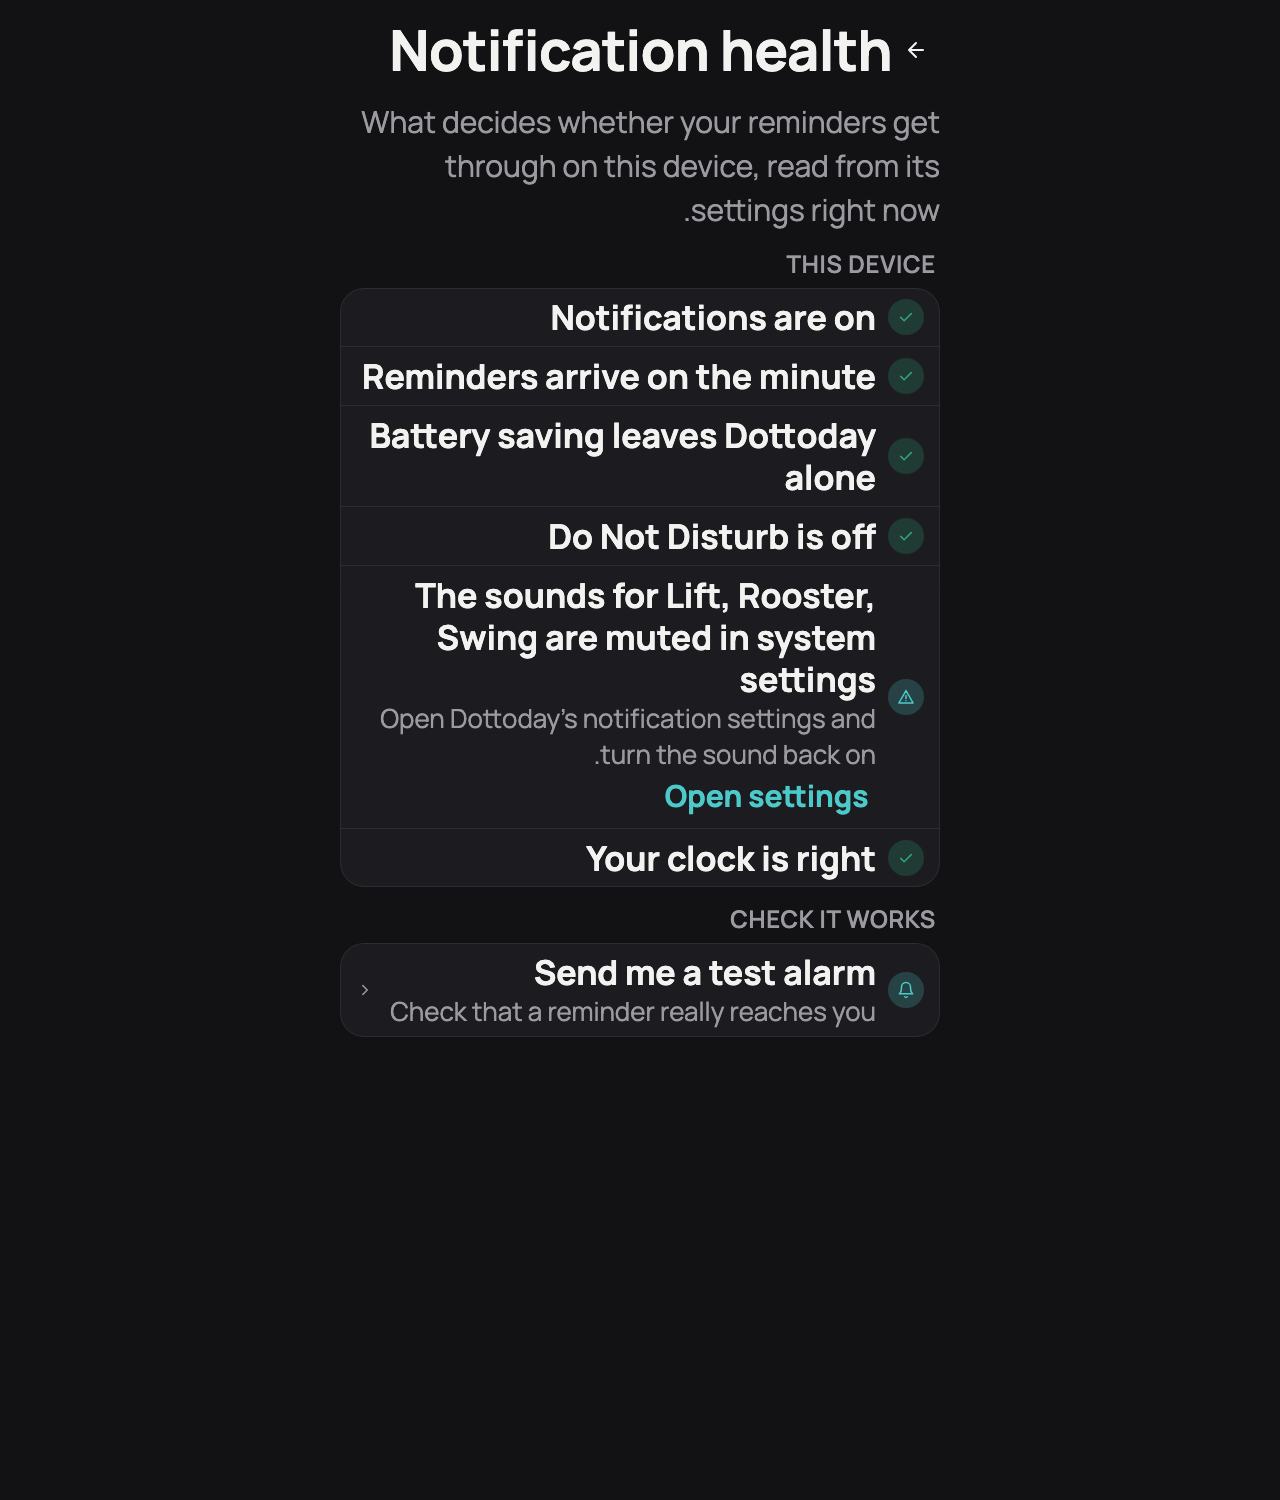 Notification health
What decides whether your reminders get
through on this device, read from its
.settings right now
THIS DEVICE
Notifications are on
Reminders arrive on the minute
Battery saving leaves Dottoday
alone
Do Not Disturb is off
The sounds for Lift, Rooster,
Swing are muted in system
settings
Open Dottoday's notification settings and
.turn the sound back on
Open settings
Your clock is right
CHECK IT WORKS
Send me a test alarm
Check that a reminder really reaches you